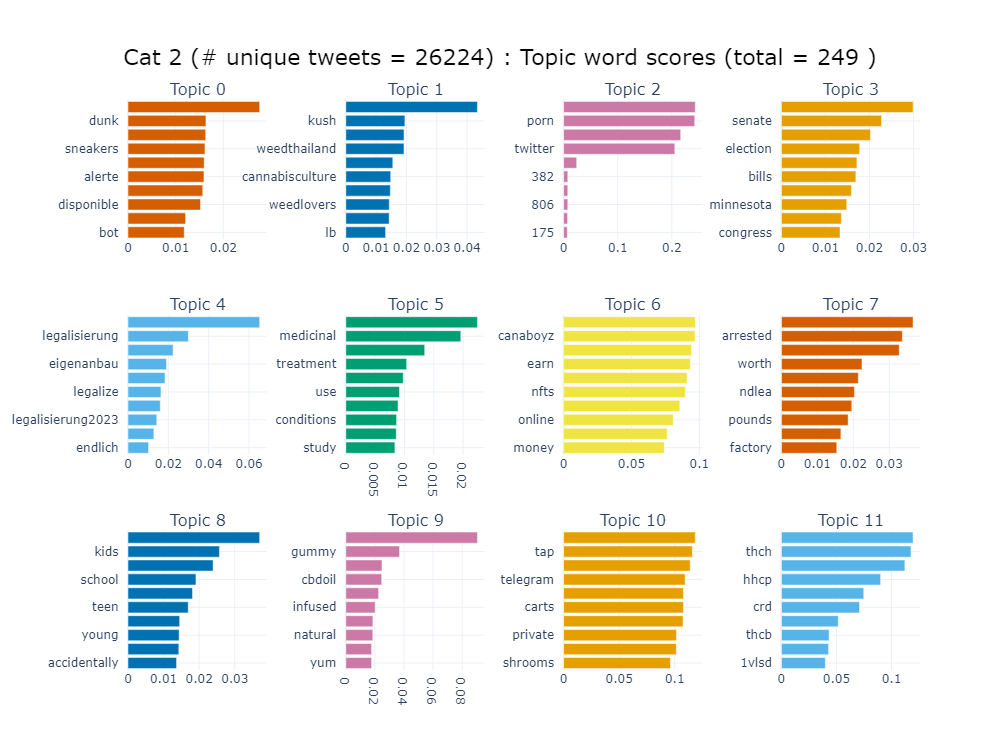 Cat 2 (# unique tweets = 26224) : Topic word scores (total = 249 )
Topic 0
dunk
sneakers
alerte
disponible
bot
0 0.01 0.02
Topic 1
kush
weedthailand
cannabisculture
weedlovers
lb
0 0.01 0.02 0.03 0.04
Topic 2
porn
twitter
382
806
175
0 0.1 0.2
Topic 3
senate
election
bills
minnesota
congress
0 0.01 0.02 0.03
Topic 4
legalisierung
eigenanbau
legalize
legalisierung2023
endlich
0 0.02 0.04 0.06
Topic 5
medicinal
treatment
use
conditions
study
0 0.005 0.01 0.015 0.02
Topic 6
canaboyz
earn
nfts
online
money
0 0.05 0.1
Topic 7
arrested
worth
ndlea
pounds
factory
0 0.01 0.02 0.03
Topic 8
kids
school
teen
young
accidentally
0 0.01 0.02 0.03
Topic 9
gummy
cbdoil
infused
natural
yum
0 0.02 0.04 0.06 0.08
Topic 10
tap
telegram
carts
private
shrooms
0 0.05 0.1
Topic 11
thch
hhcp
crd
thcb
1vlsd
0 0.05 0.1